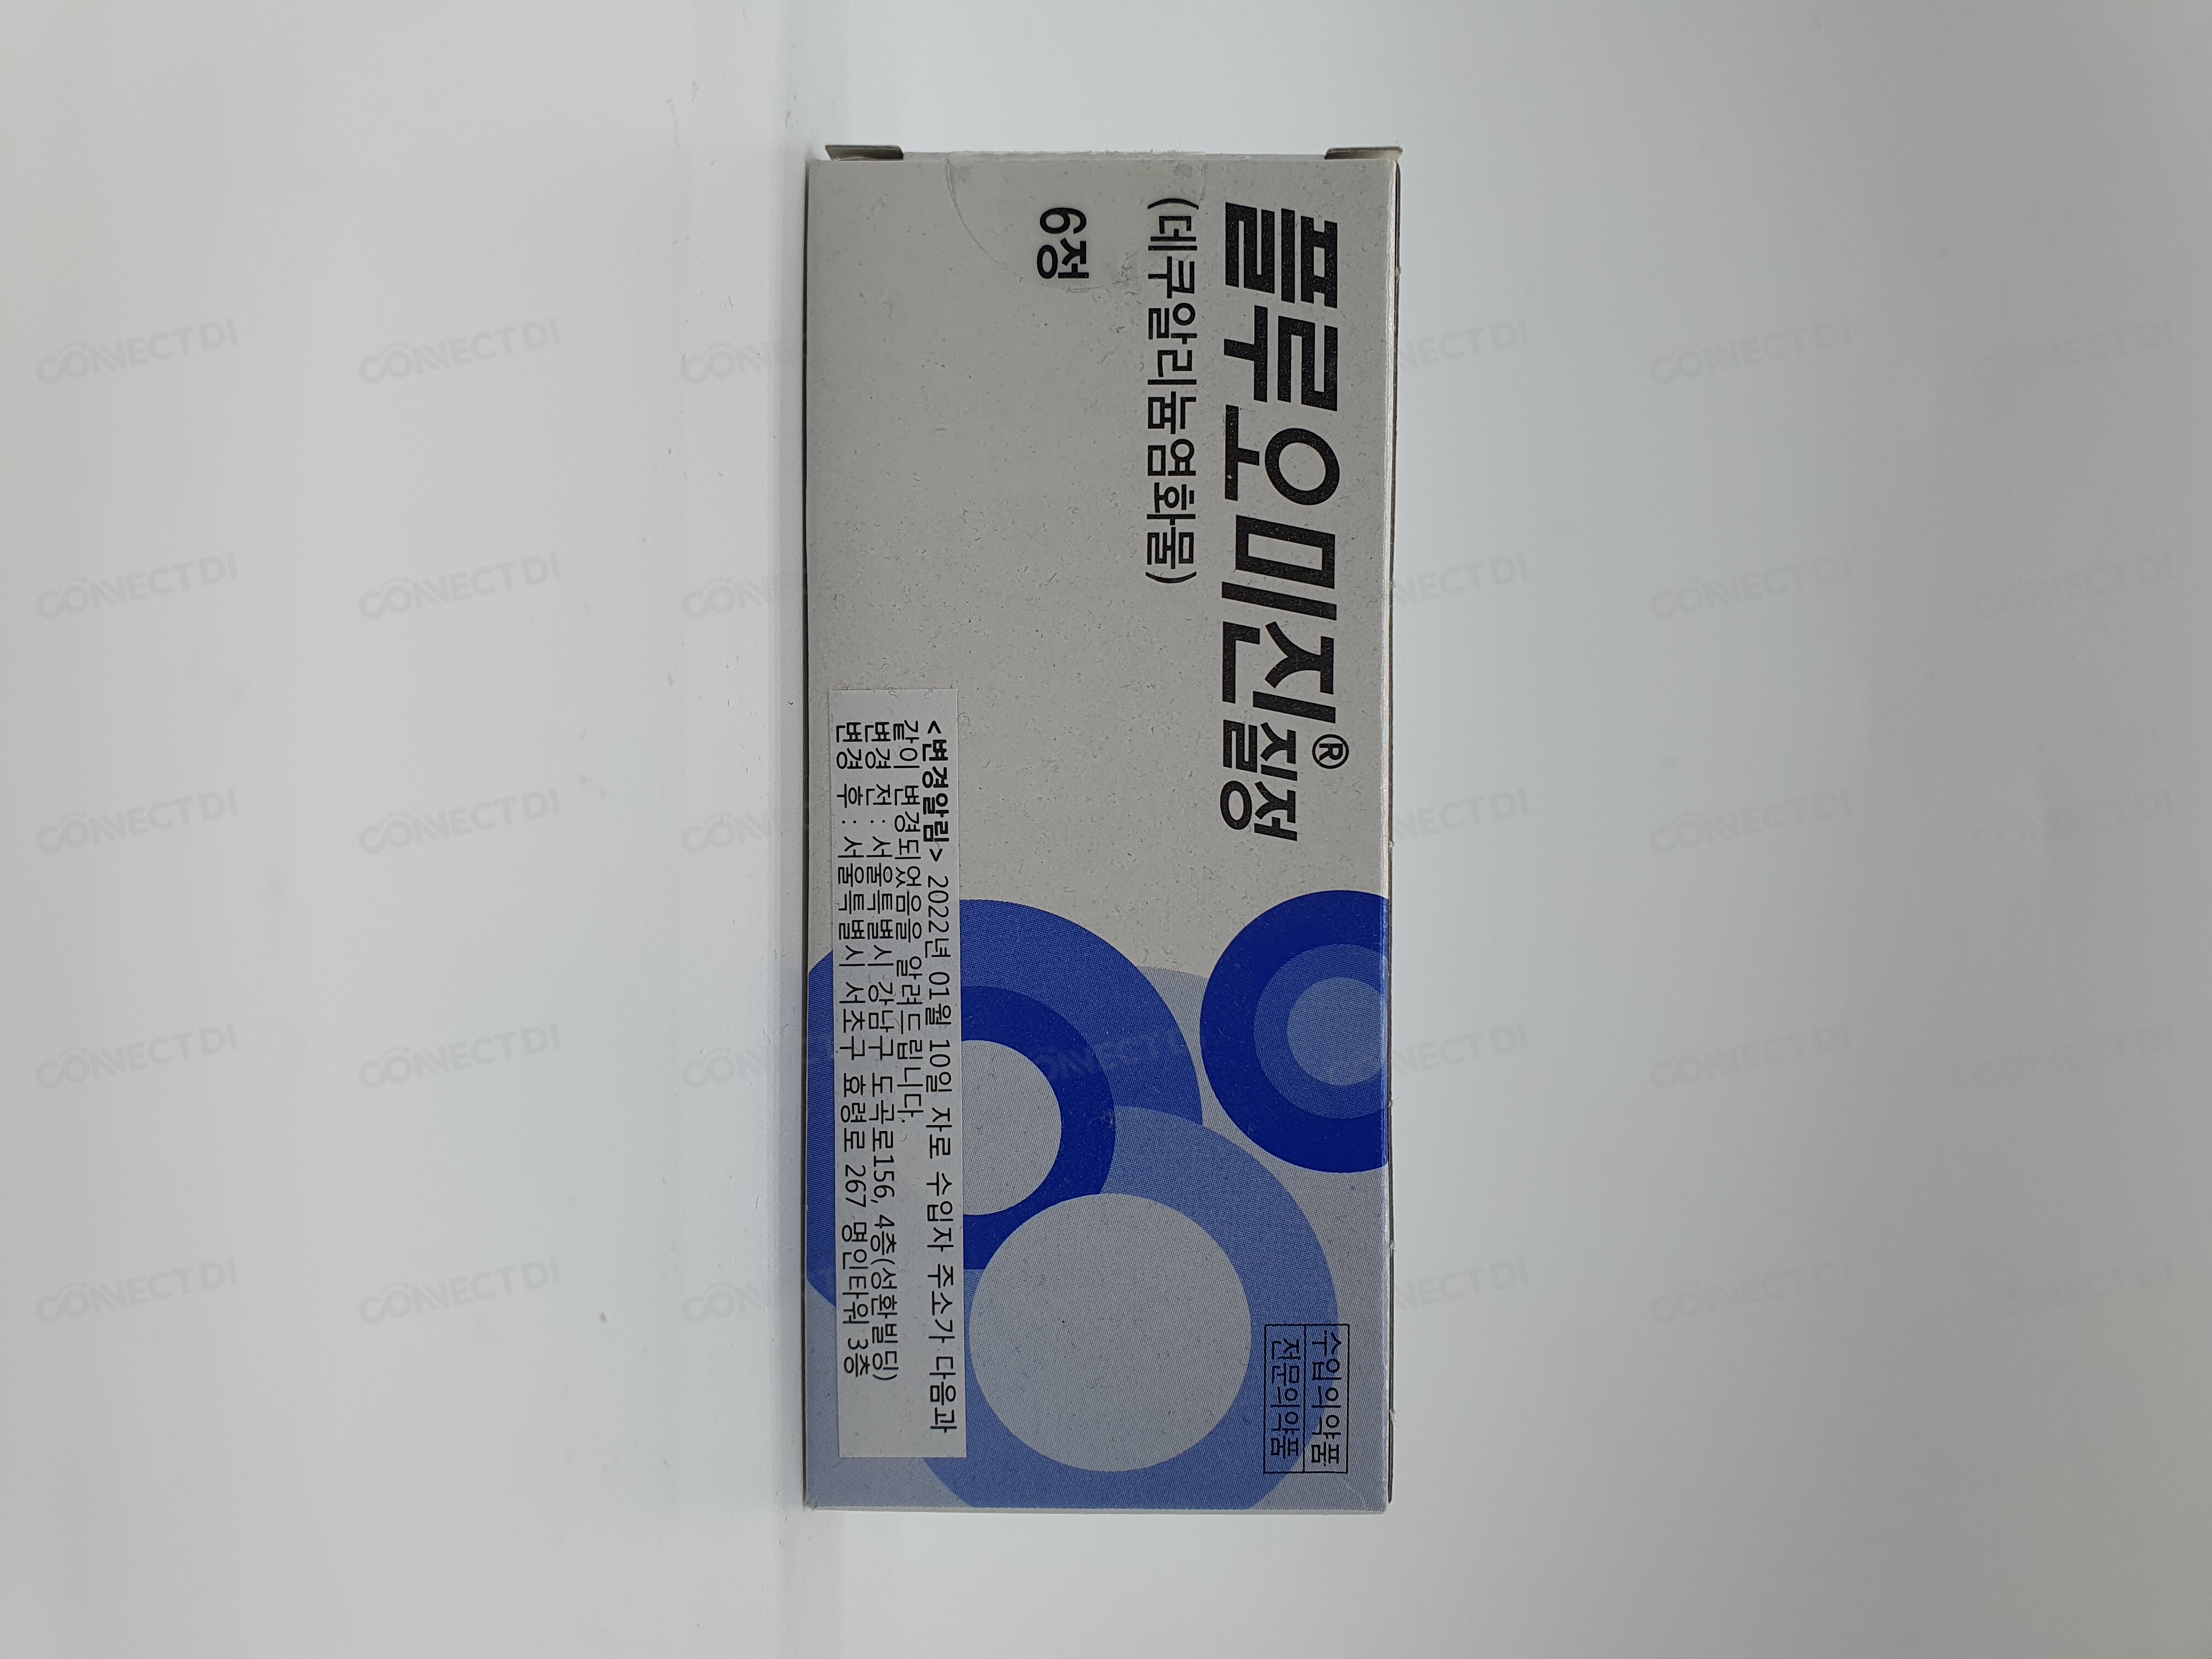 플루오미진®질정
(데쿠알리늄염화물)
6정
수입의약품
전문의약품
<변경알림> 2022년 01월 10일 자로 수입자 주소가 다음과
같이 변경되었음을 알려드립니다.
변경 전 : 서울특별시 강남구 도곡로156, 4층(성환빌딩)
변경 후 : 서울특별시 서초구 효령로 267 명인타워 3층
CONNECT DI